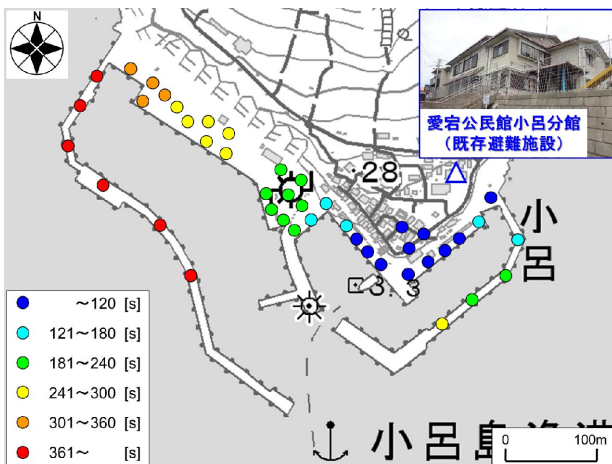 N
愛宕公民館小呂分館
（既存避難施設）
28
小呂
3.3
～120 [s]
121～180 [s]
181～240 [s]
241～300 [s]
301～360 [s]
361～ [s]
小呂島漁港
0 100m